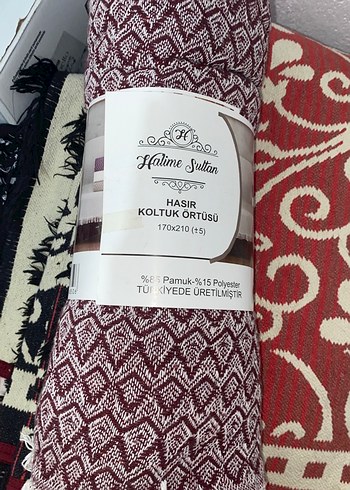 H
Halime Sultan
HASIR
KOLTUK ÖRTÜSÜ
170x210 (±5)
%85 Pamuk-%15 Polyester
TÜRKİYEDE ÜRETİLMİŞTİR